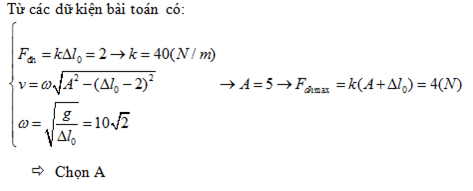 Từ các dữ kiện bài toán có:
F_đh = kΔl_0 = 2 → k = 40(N / m)
v = ω√(A² − (Δl_0 − 2)²) → A = 5 → F_đhmax = k(A + Δl_0) = 4(N)
ω = √(g/Δl_0) = 10√2
⇨ Chọn A